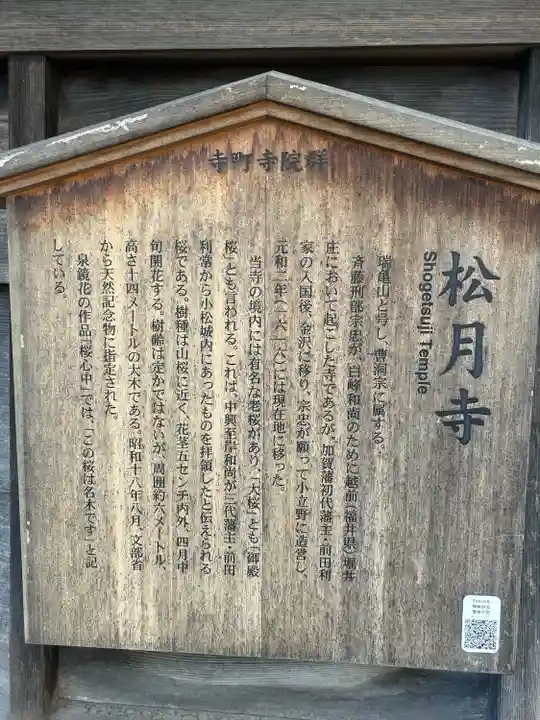 寺町寺院群
松月寺
Shogetsuji Temple
瑞亀山と号し、曹洞宗に属する。
斉藤刑部宗忠が、白峰和尚のために越前(福井県)堀井
庄において起こした寺であるが、加賀藩初代藩主・前田利
家の入国後、金沢に移り、宗忠が願って小立野に造営し、
元和二年(一六一六)には現在地に移った。
当寺の境内には有名な老桜があり、「大桜」とも「御殿
桜」とも言われる。これは、中興至岸和尚が三代藩主・前田
利常から小松城内にあったものを拝領したと伝えられる
桜である。樹種は山桜に近く、花茎五センチ内外、四月中
旬開花する。樹齢は定かではないが、周囲約六メートル、
高さ十四メートルの大木である。昭和十八年八月、文部省
から天然記念物に指定された。
泉鏡花の作品「桜心中」では、「この桜は名木です」と記
している。